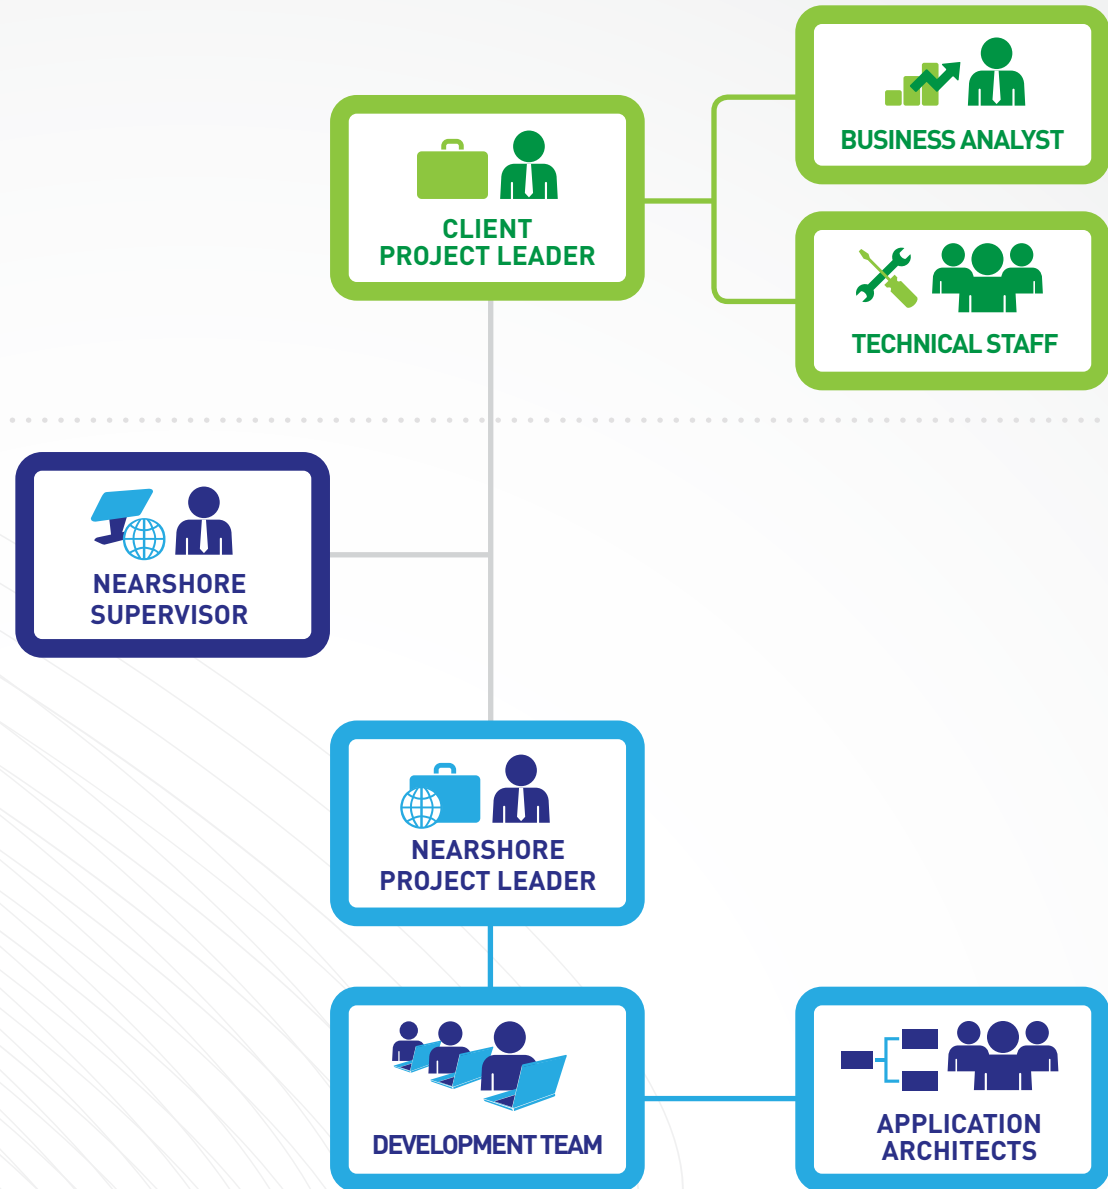 BUSINESS ANALYST
CLIENT
PROJECT LEADER
TECHNICAL STAFF
NEARSHORE
SUPERVISOR
NEARSHORE
PROJECT LEADER
DEVELOPMENT TEAM
APPLICATION
ARCHITECTS